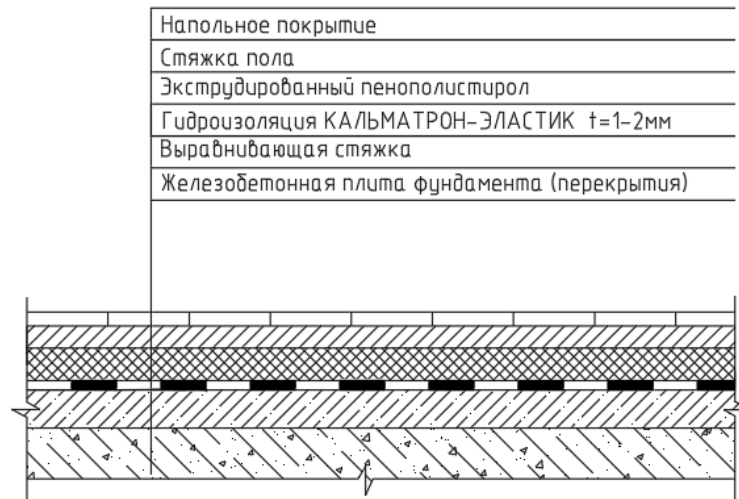 Напольное покрытие
Стяжка пола
Экструдированный пенополистирол
Гидроизоляция КАЛЬМАТРОН-ЭЛАСТИК t=1-2мм
Выравнивающая стяжка
Железобетонная плита фундамента (перекрытия)